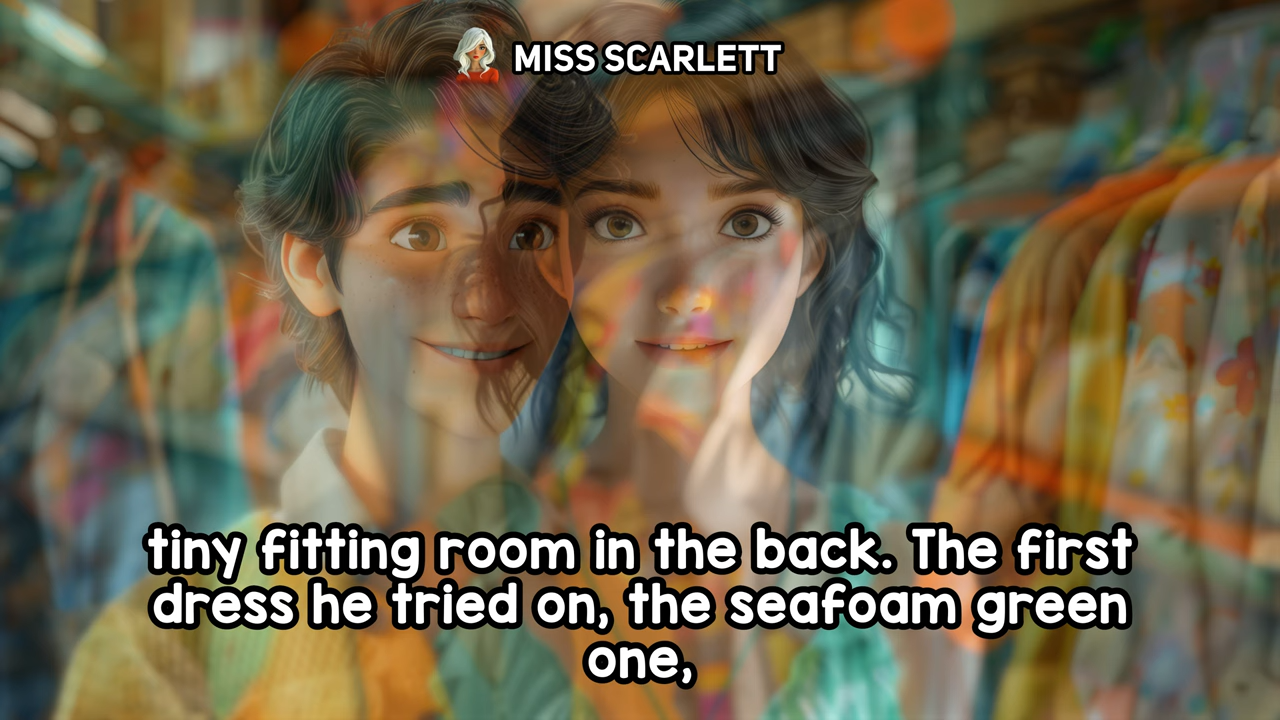 MISS SCARLETT
tiny fitting room in the back. The first
dress he tried on, the seafoam green
one,